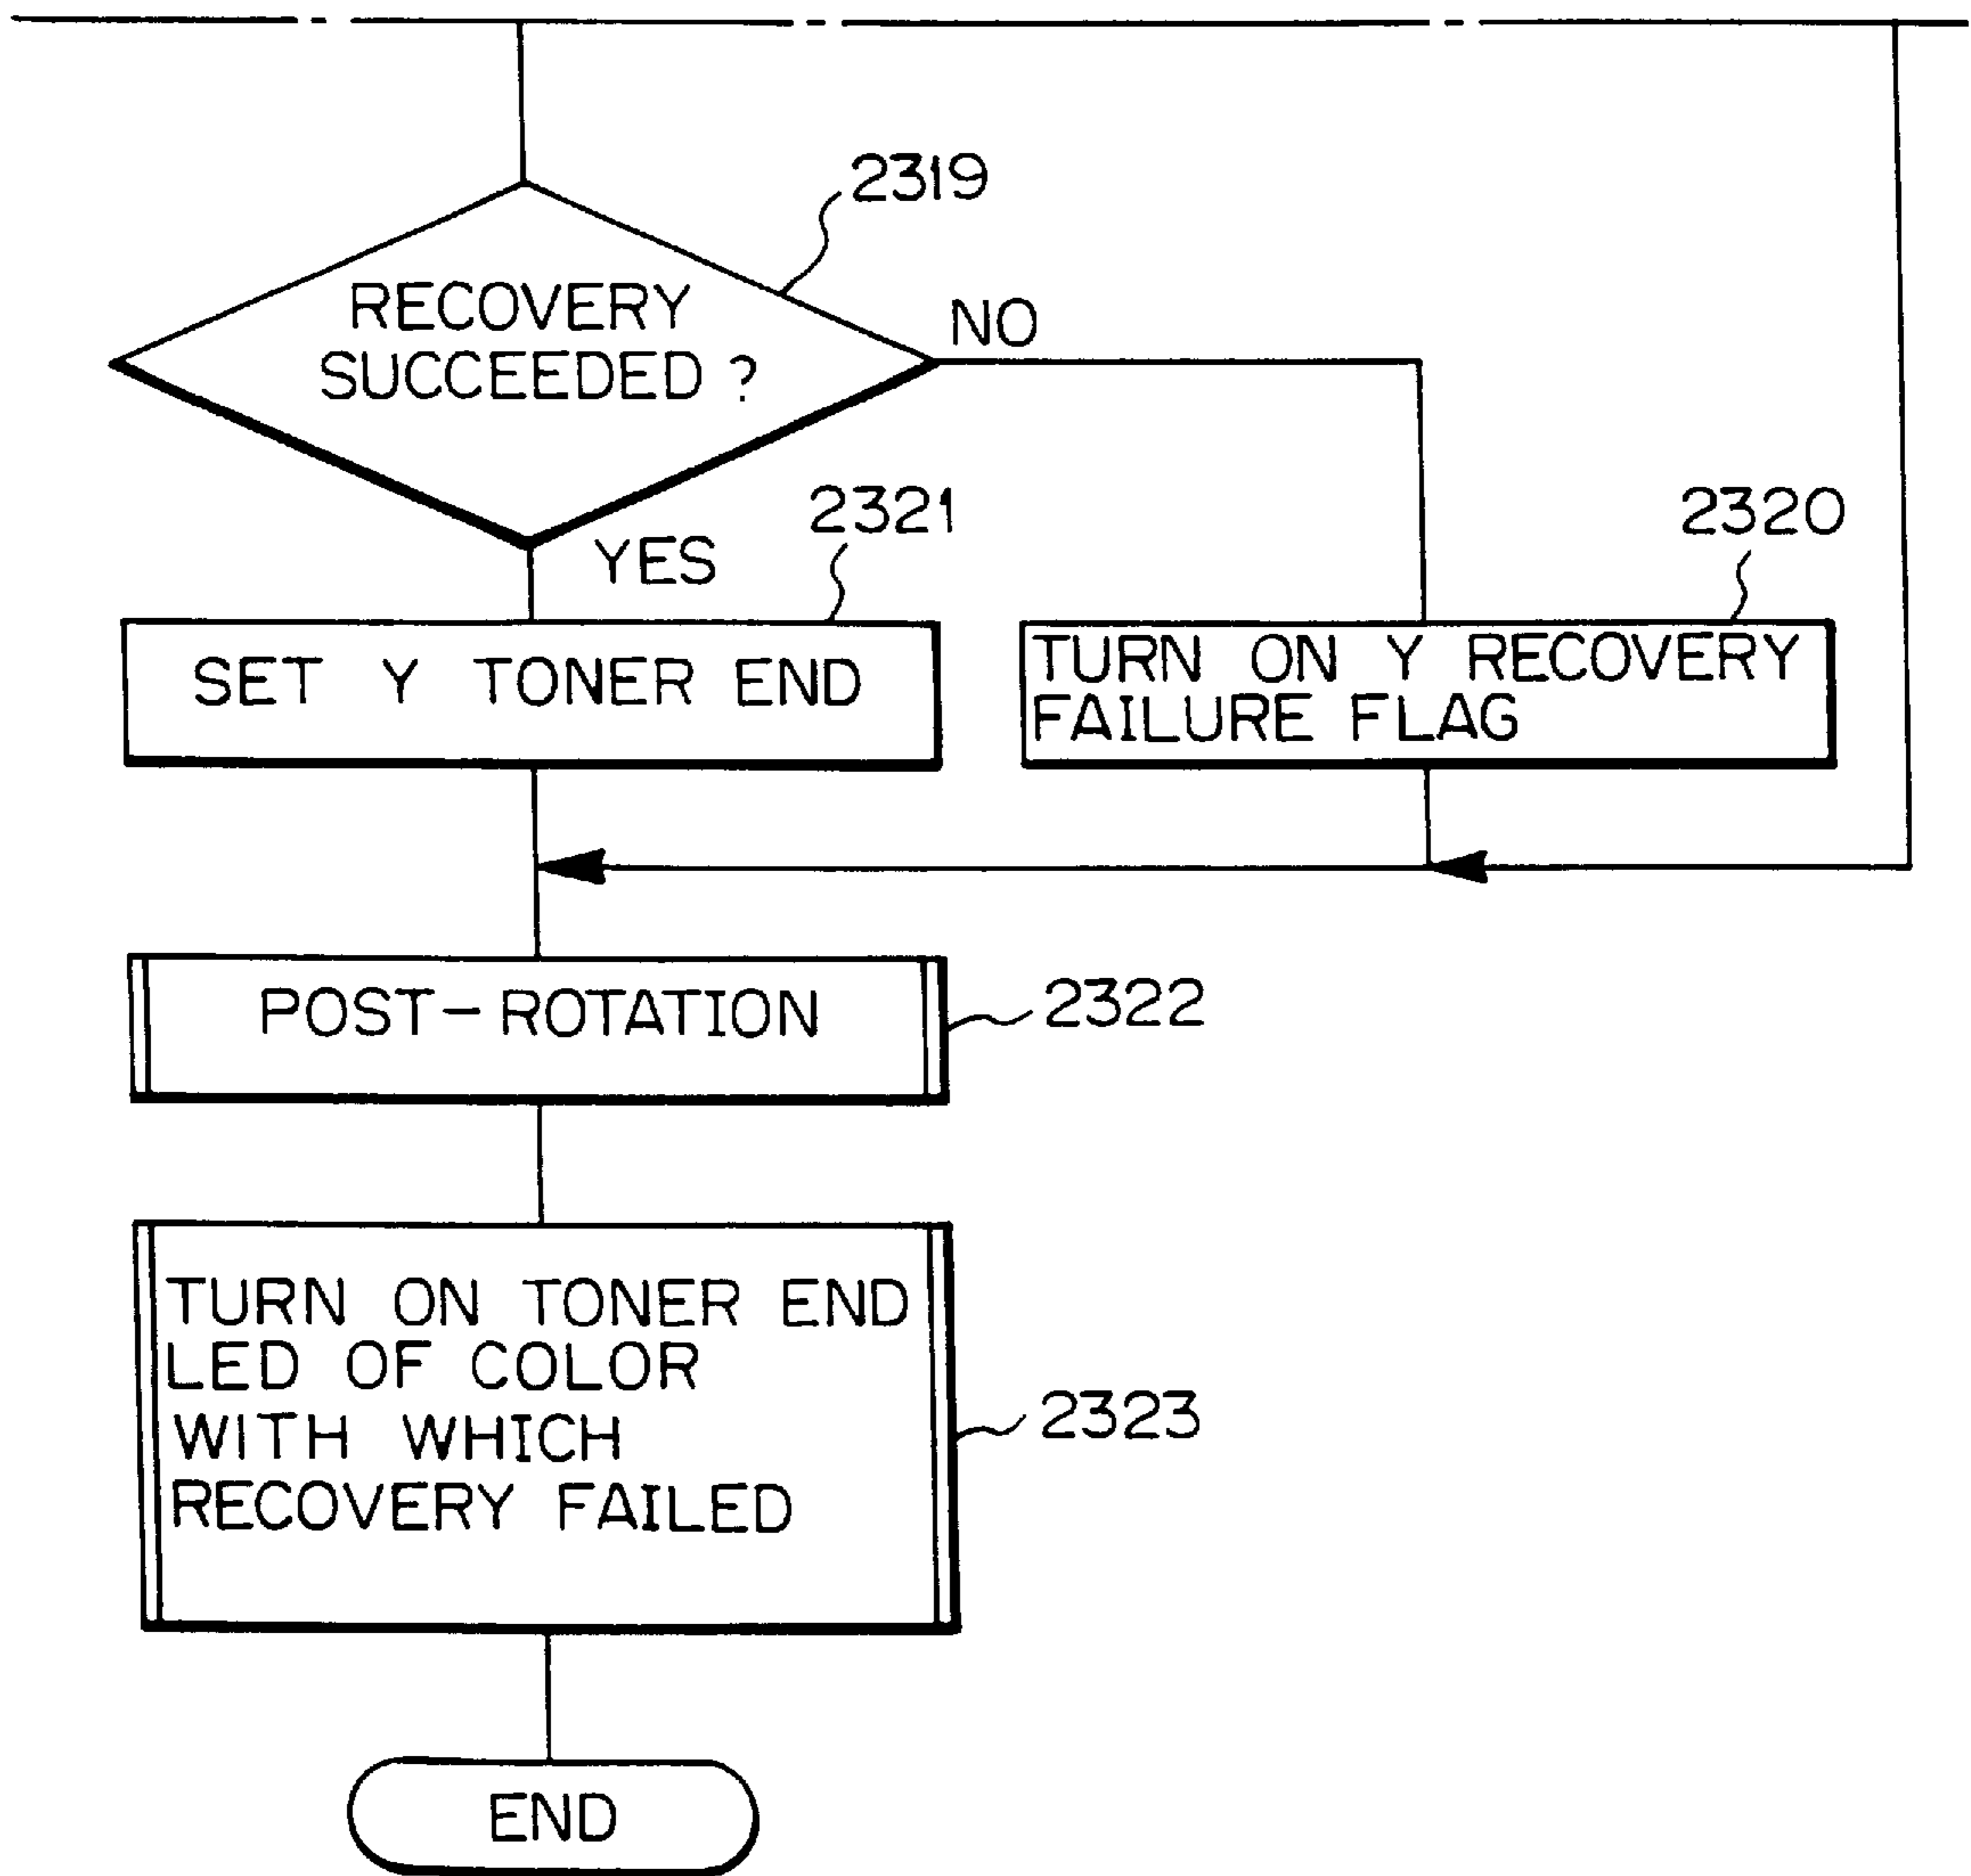 2319
RECOVERY
SUCCEEDED ?
NO
YES
2321
2320
SET Y TONER END
TURN ON Y RECOVERY
FAILURE FLAG
POST-ROTATION
2322
TURN ON TONER END
LED OF COLOR
WITH WHICH
RECOVERY FAILED
2323
END